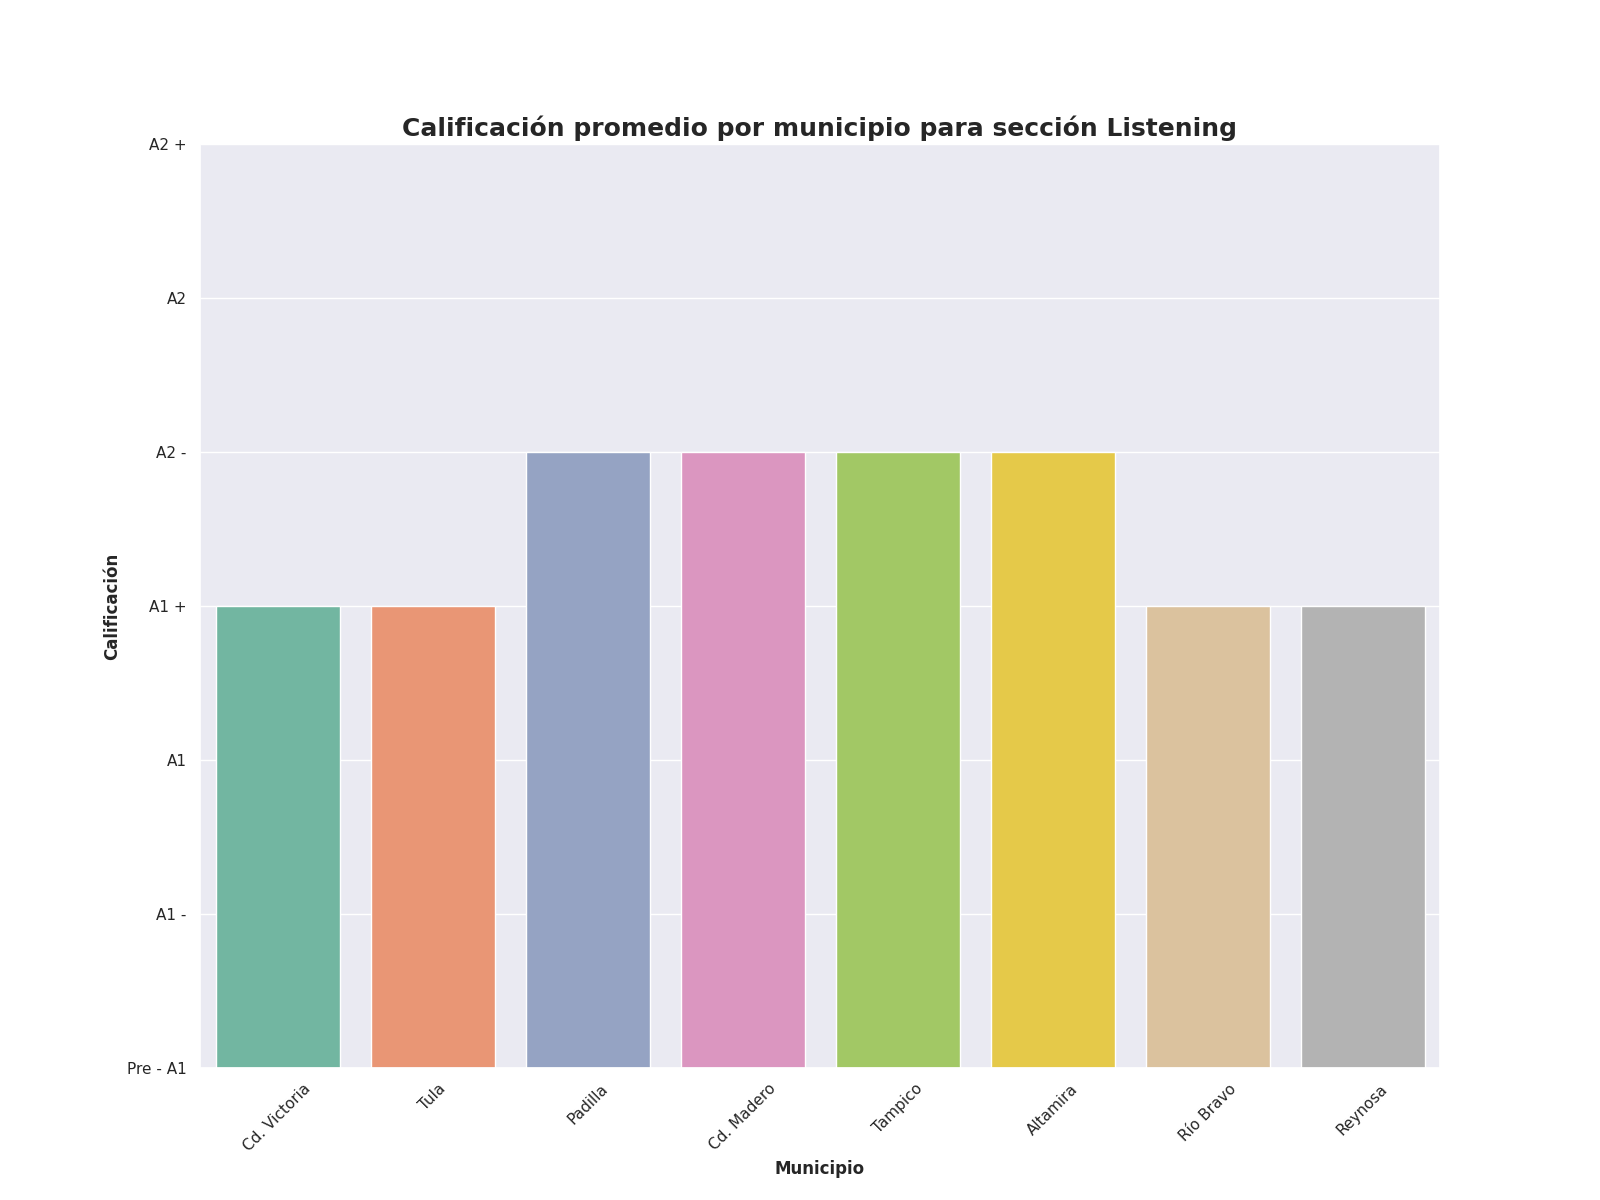 Calificación promedio por municipio para sección Listening
A2 +
A2
A2 -
A1 +
A1
A1 -
Pre - A1
Calificación
Cd. Victoria
Tula
Padilla
Cd. Madero
Tampico
Altamira
Río Bravo
Reynosa
Municipio